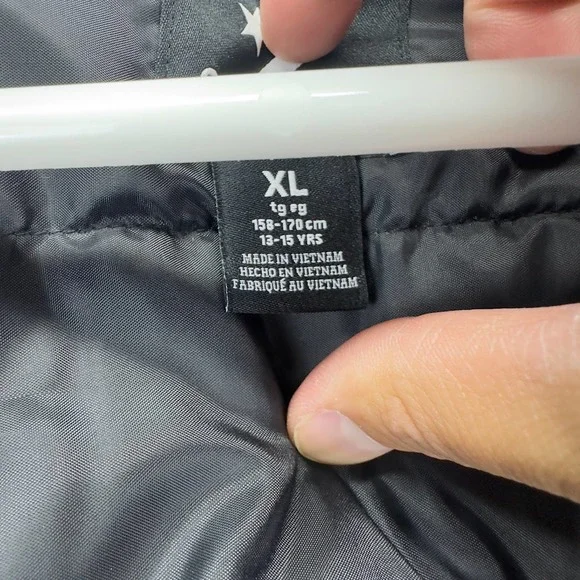 XL
tg eg
158-170 cm
13-15 YRS
MADE IN VIETNAM
HECHO EN VIETNAM
FABRIQUÉ AU VIETNAM